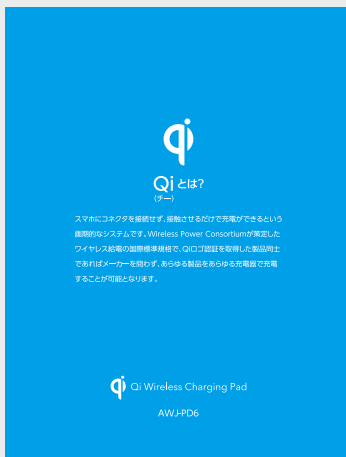 Qi とは?
(チー)
スマホにコネクタを接続せず、接触させるだけで充電ができるという
画期的なシステムです。Wireless Power Consortiumが策定した
ワイヤレス給電の国際標準規格で、Qiロゴ認証を取得した製品同士
であればメーカーを問わず、あらゆる製品をあらゆる充電器で充電
することが可能となります。
Qi Wireless Charging Pad
AWJ-PD6